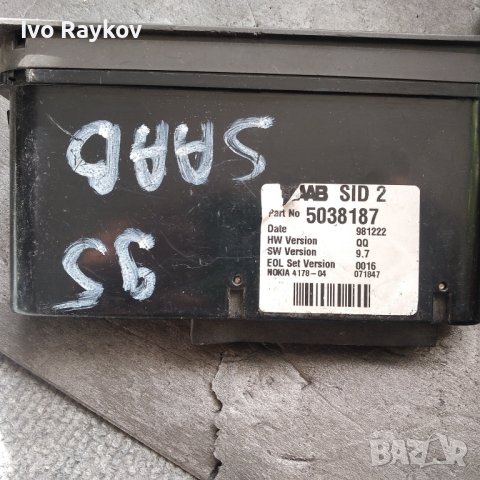 Ivo Raykov
SAAB
95
SID 2
Part No 5038187
Date 981222
HW Version QQ
SW Version 9.7
EOL Set Version 0016
NOKIA 4178-04 071847
BAZAR